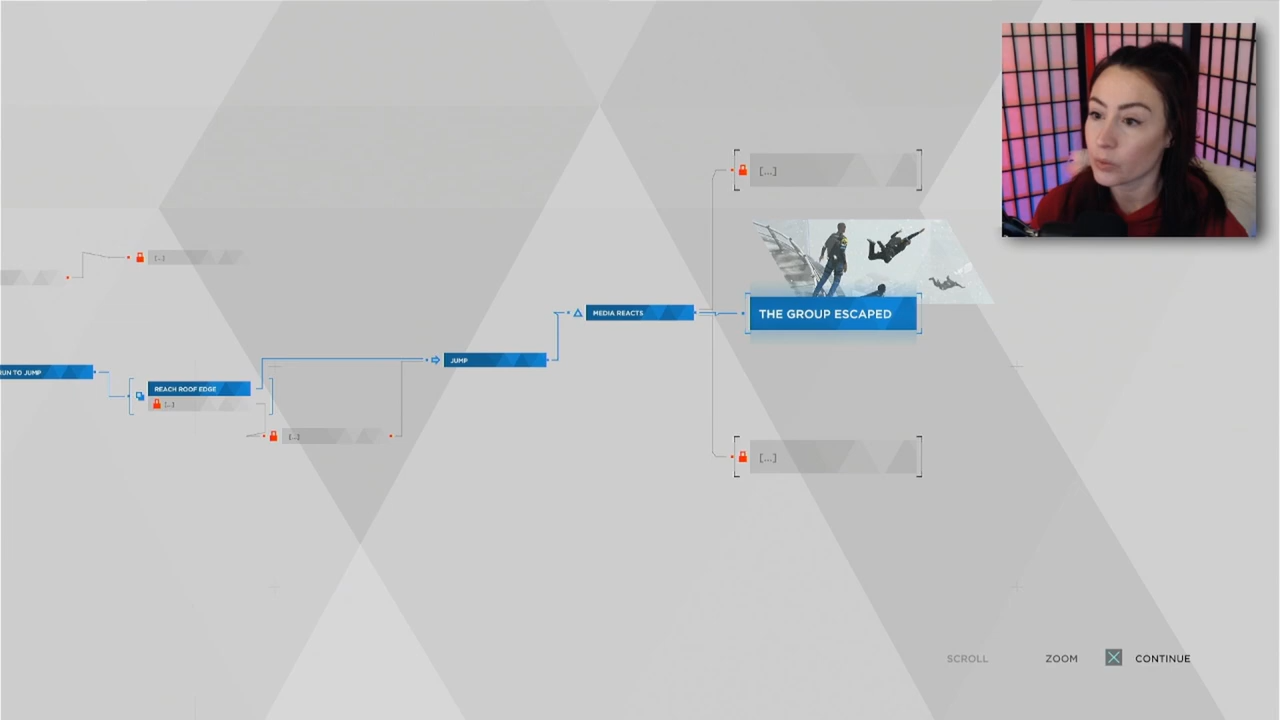 [...]
[...]
THE GROUP ESCAPED
MEDIA REACTS
JUMP
RUN TO JUMP
REACH ROOF EDGE
[...]
[...]
[...]
SCROLL
ZOOM
CONTINUE